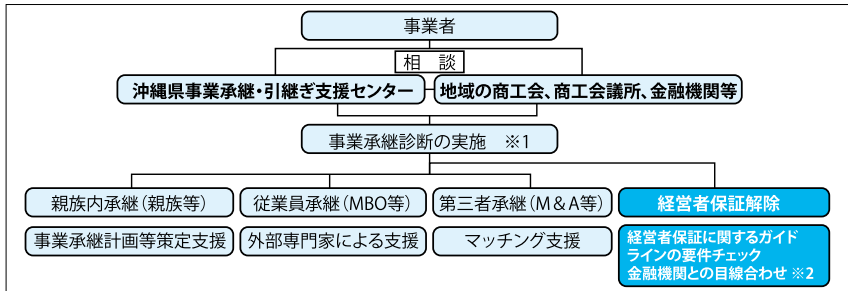 事業者
相　談
沖縄県事業承継・引継ぎ支援センター
地域の商工会、商工会議所、金融機関等
事業承継診断の実施　※1
親族内承継（親族等）
従業員承継（MBO等）
第三者承継（M＆A等）
経営者保証解除
事業承継計画等策定支援
外部専門家による支援
マッチング支援
経営者保証に関するガイド
ラインの要件チェック
金融機関との目線合わせ ※2